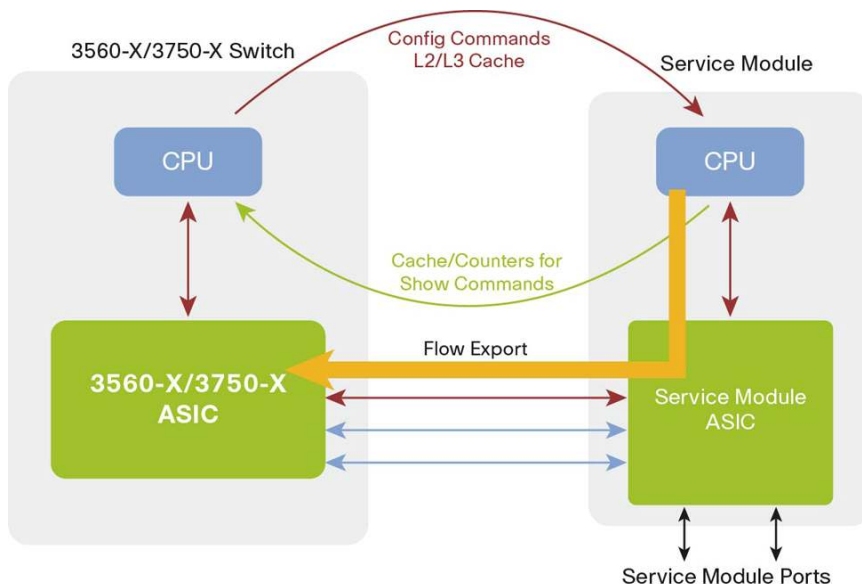 3560-X/3750-X Switch
Config Commands
L2/L3 Cache
Service Module
CPU
CPU
Cache/Counters for
Show Commands
Flow Export
3560-X/3750-X
ASIC
Service Module
ASIC
Service Module Ports